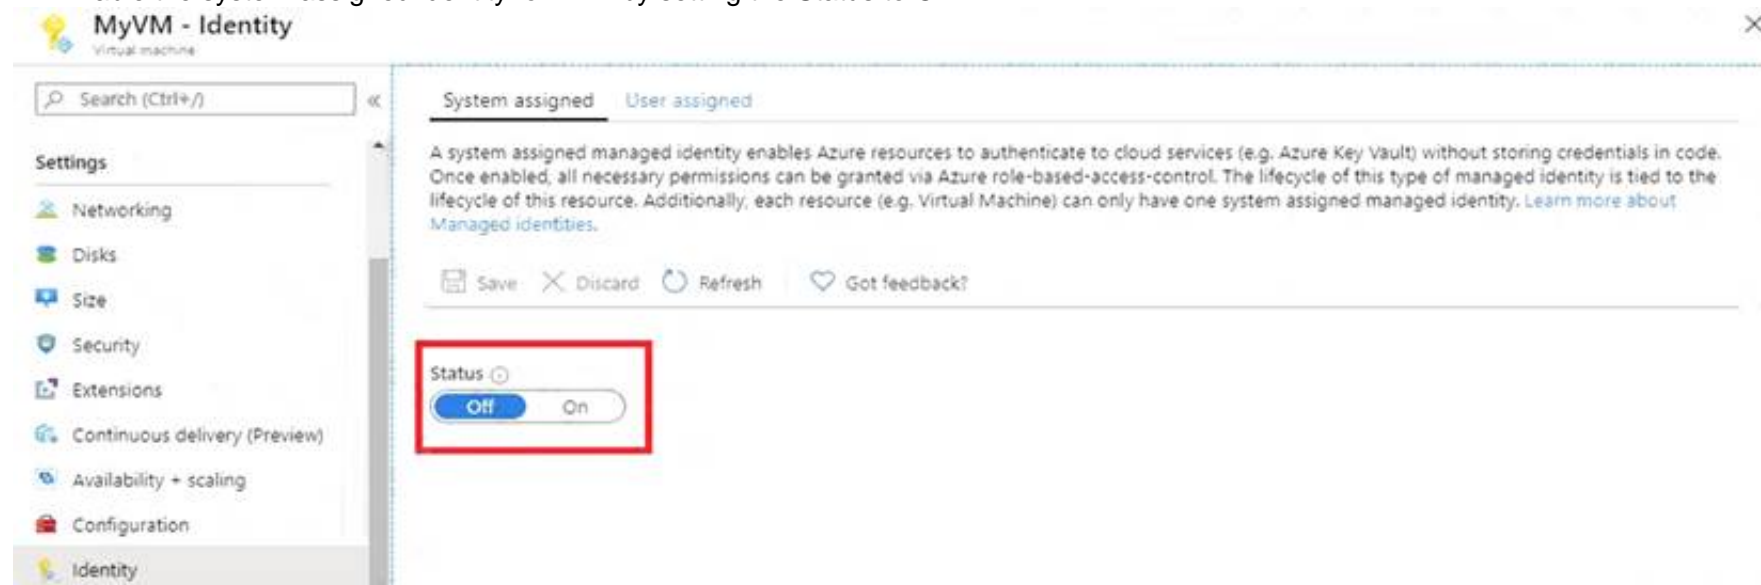 MyVM - Identity
Virtual machine
Search (Ctrl+/)
Settings
Networking
Disks
Size
Security
Extensions
Continuous delivery (Preview)
Availability + scaling
Configuration
Identity
System assigned User assigned
A system assigned managed identity enables Azure resources to authenticate to cloud services (e.g. Azure Key Vault) without storing credentials in code.
Once enabled, all necessary permissions can be granted via Azure role-based-access-control. The lifecycle of this type of managed identity is tied to the
lifecycle of this resource. Additionally, each resource (e.g. Virtual Machine) can only have one system assigned managed identity. Learn more about
Managed identities.
Save Discard Refresh Got feedback?
Status
Off On